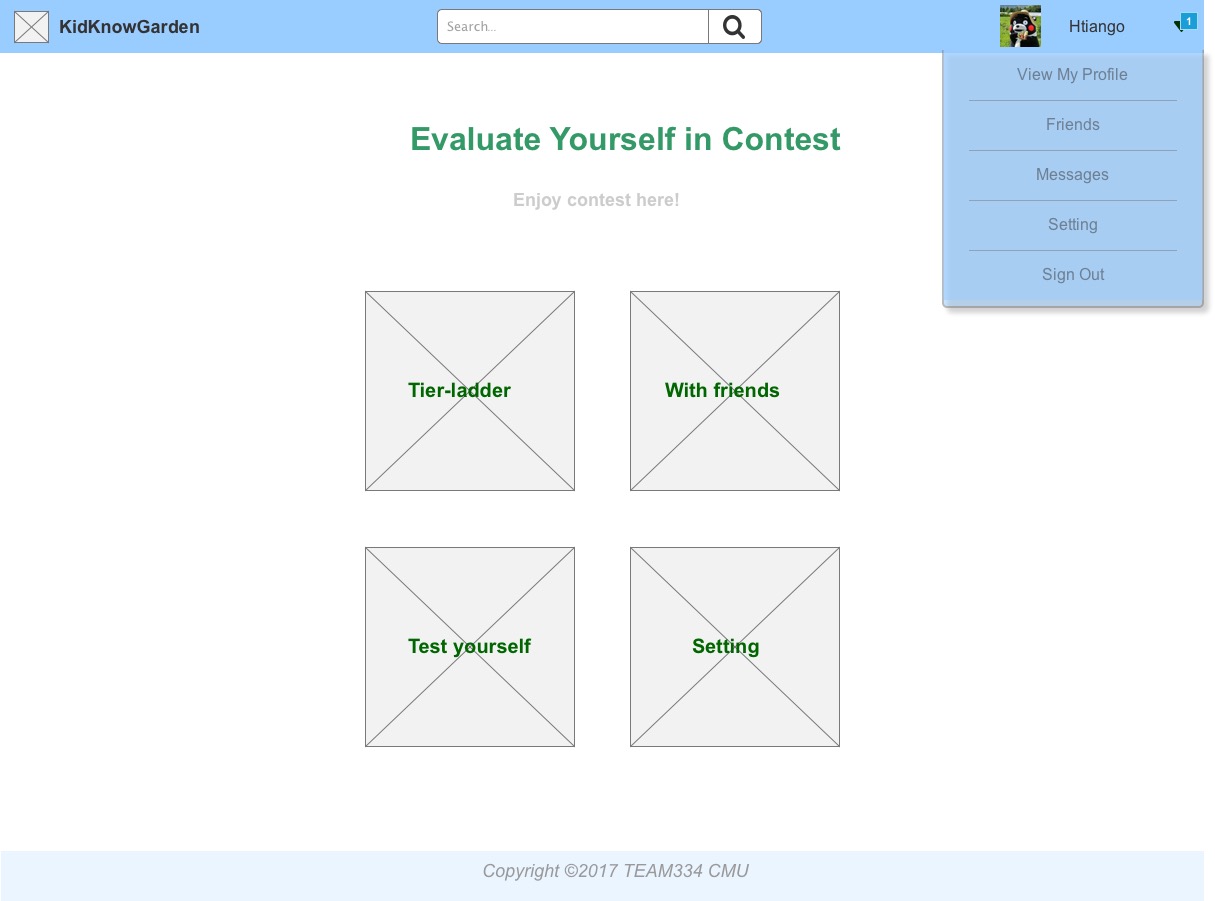 KidKnowGarden
Search...
Htiango
1
View My Profile
Friends
Messages
Setting
Sign Out
Evaluate Yourself in Contest
Enjoy contest here!
Tier-ladder
With friends
Test yourself
Setting
Copyright ©2017 TEAM334 CMU